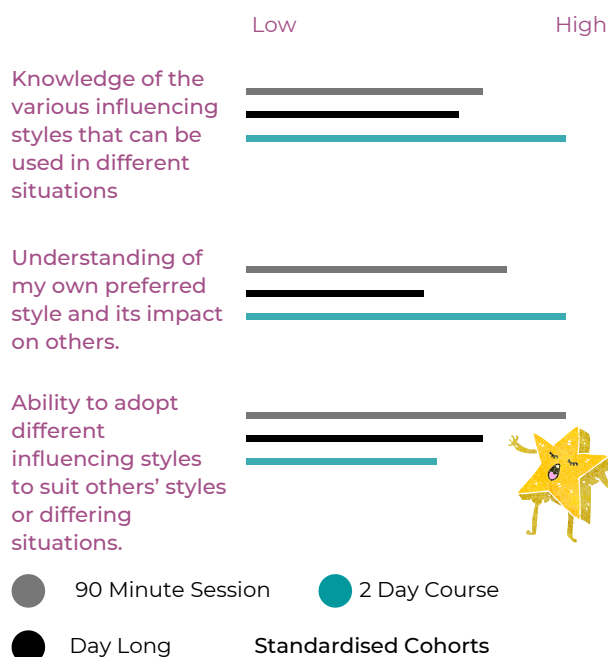 Low High
Knowledge of the
various influencing
styles that can be
used in different
situations
Understanding of
my own preferred
style and its impact
on others.
Ability to adopt
different
influencing styles
to suit others’ styles
or differing
situations.
90 Minute Session 2 Day Course
Day Long Standardised Cohorts